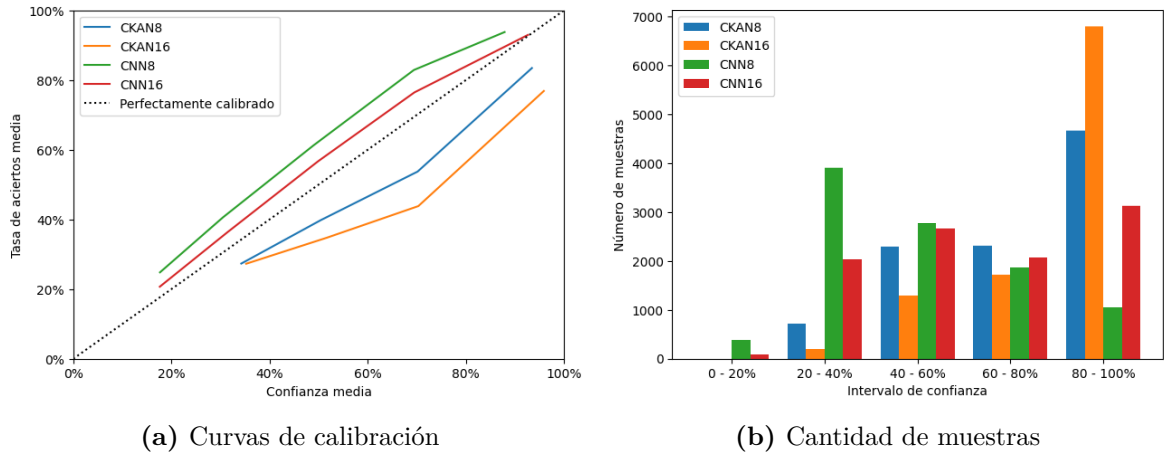 100%
80%
60%
40%
20%
0%
Tasa de aciertos media
CKAN8
CKAN16
CNN8
CNN16
Perfectamente calibrado
0%
20%
40%
60%
80%
100%
Confianza media
(a) Curvas de calibración
7000
6000
5000
4000
3000
2000
1000
0
Número de muestras
CKAN8
CKAN16
CNN8
CNN16
0 - 20%
20 - 40%
40 - 60%
60 - 80%
80 - 100%
Intervalo de confianza
(b) Cantidad de muestras